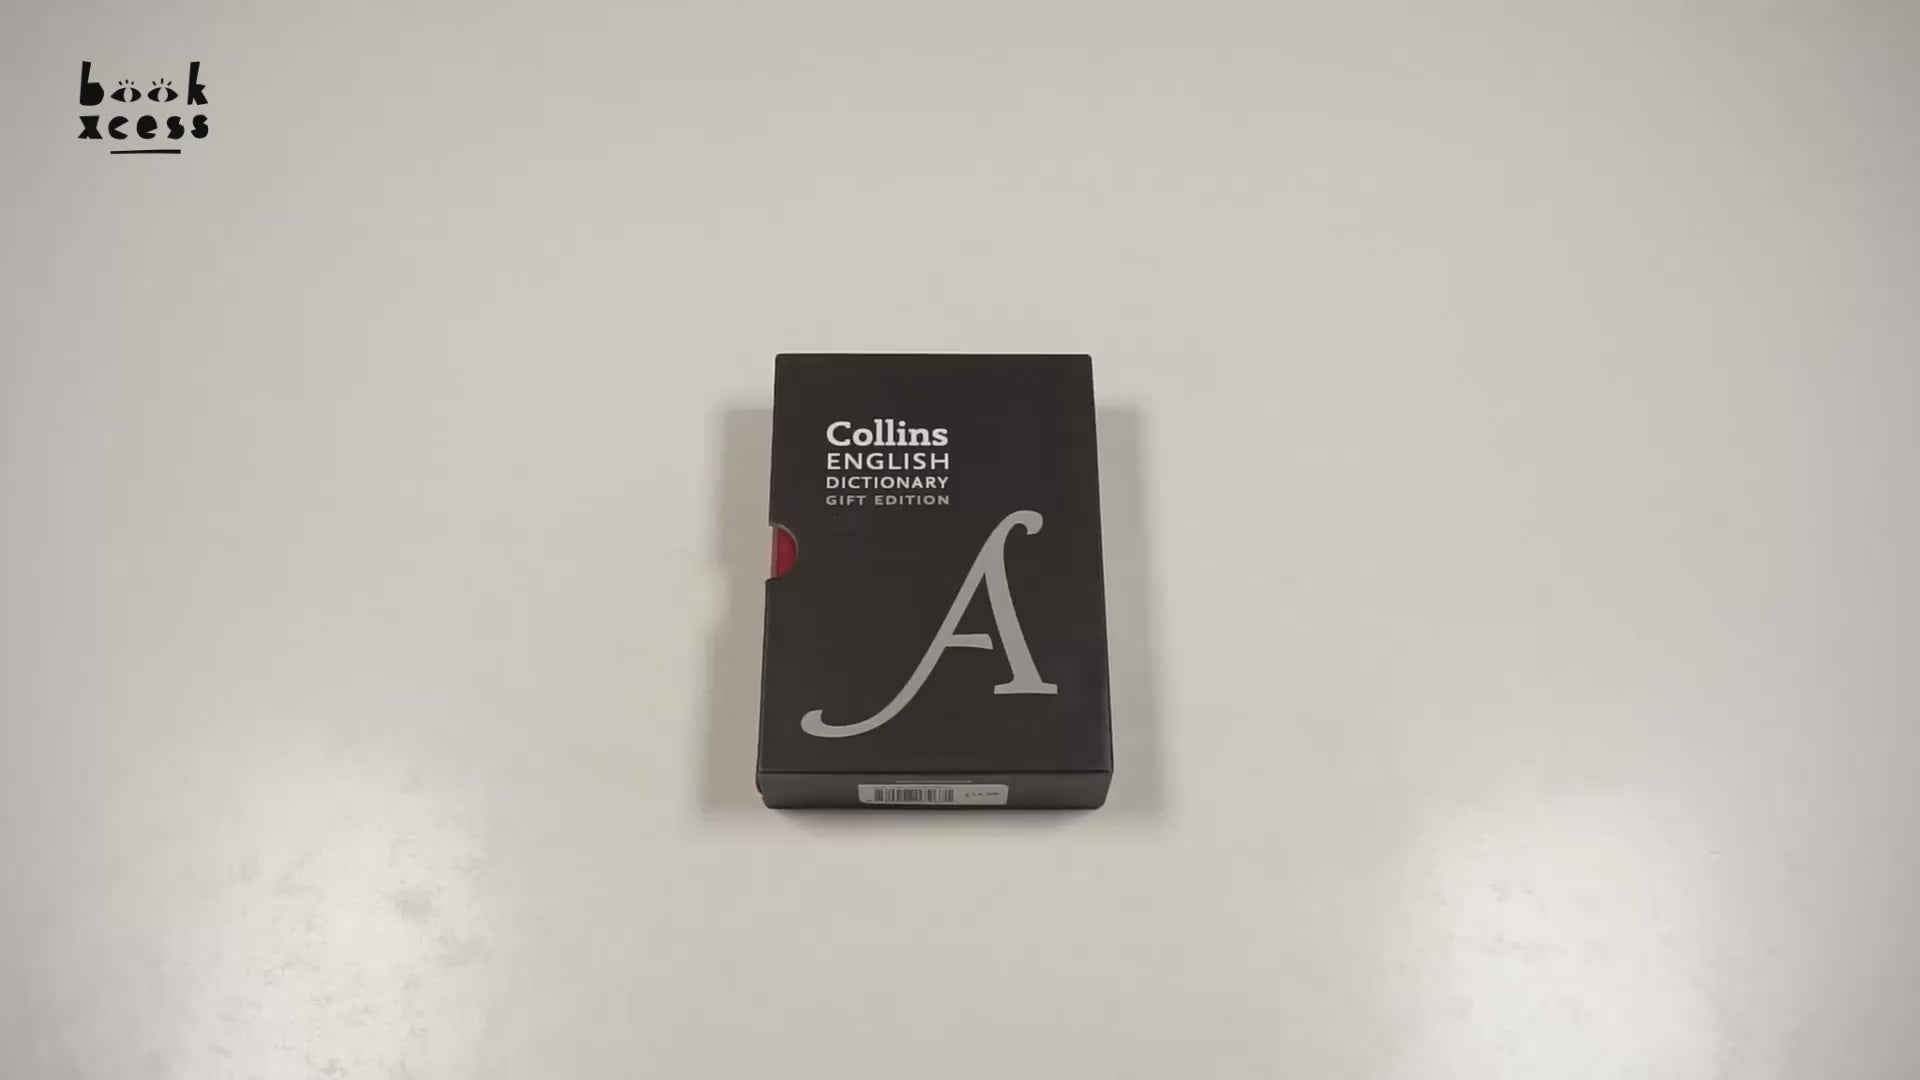 book
xcess
Collins
ENGLISH
DICTIONARY
GIFT EDITION
A